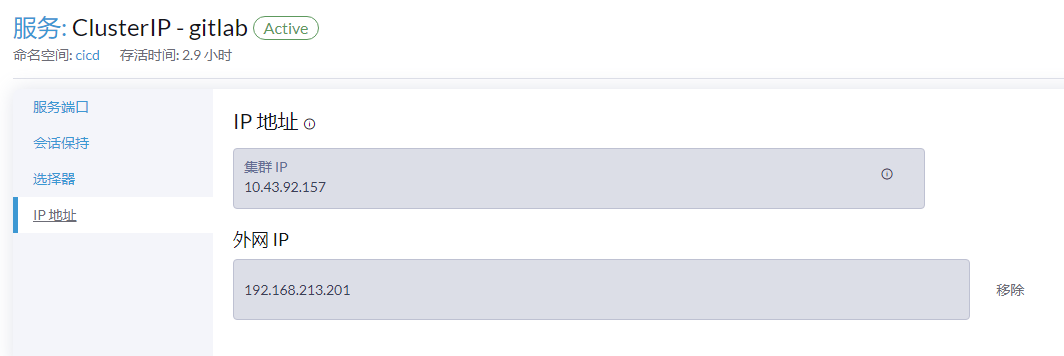 服务: ClusterIP - gitlab Active
命名空间: cicd 存活时间: 2.9 小时
服务端口
会话保持
选择器
IP 地址
IP 地址
集群 IP
10.43.92.157
外网 IP
192.168.213.201
移除